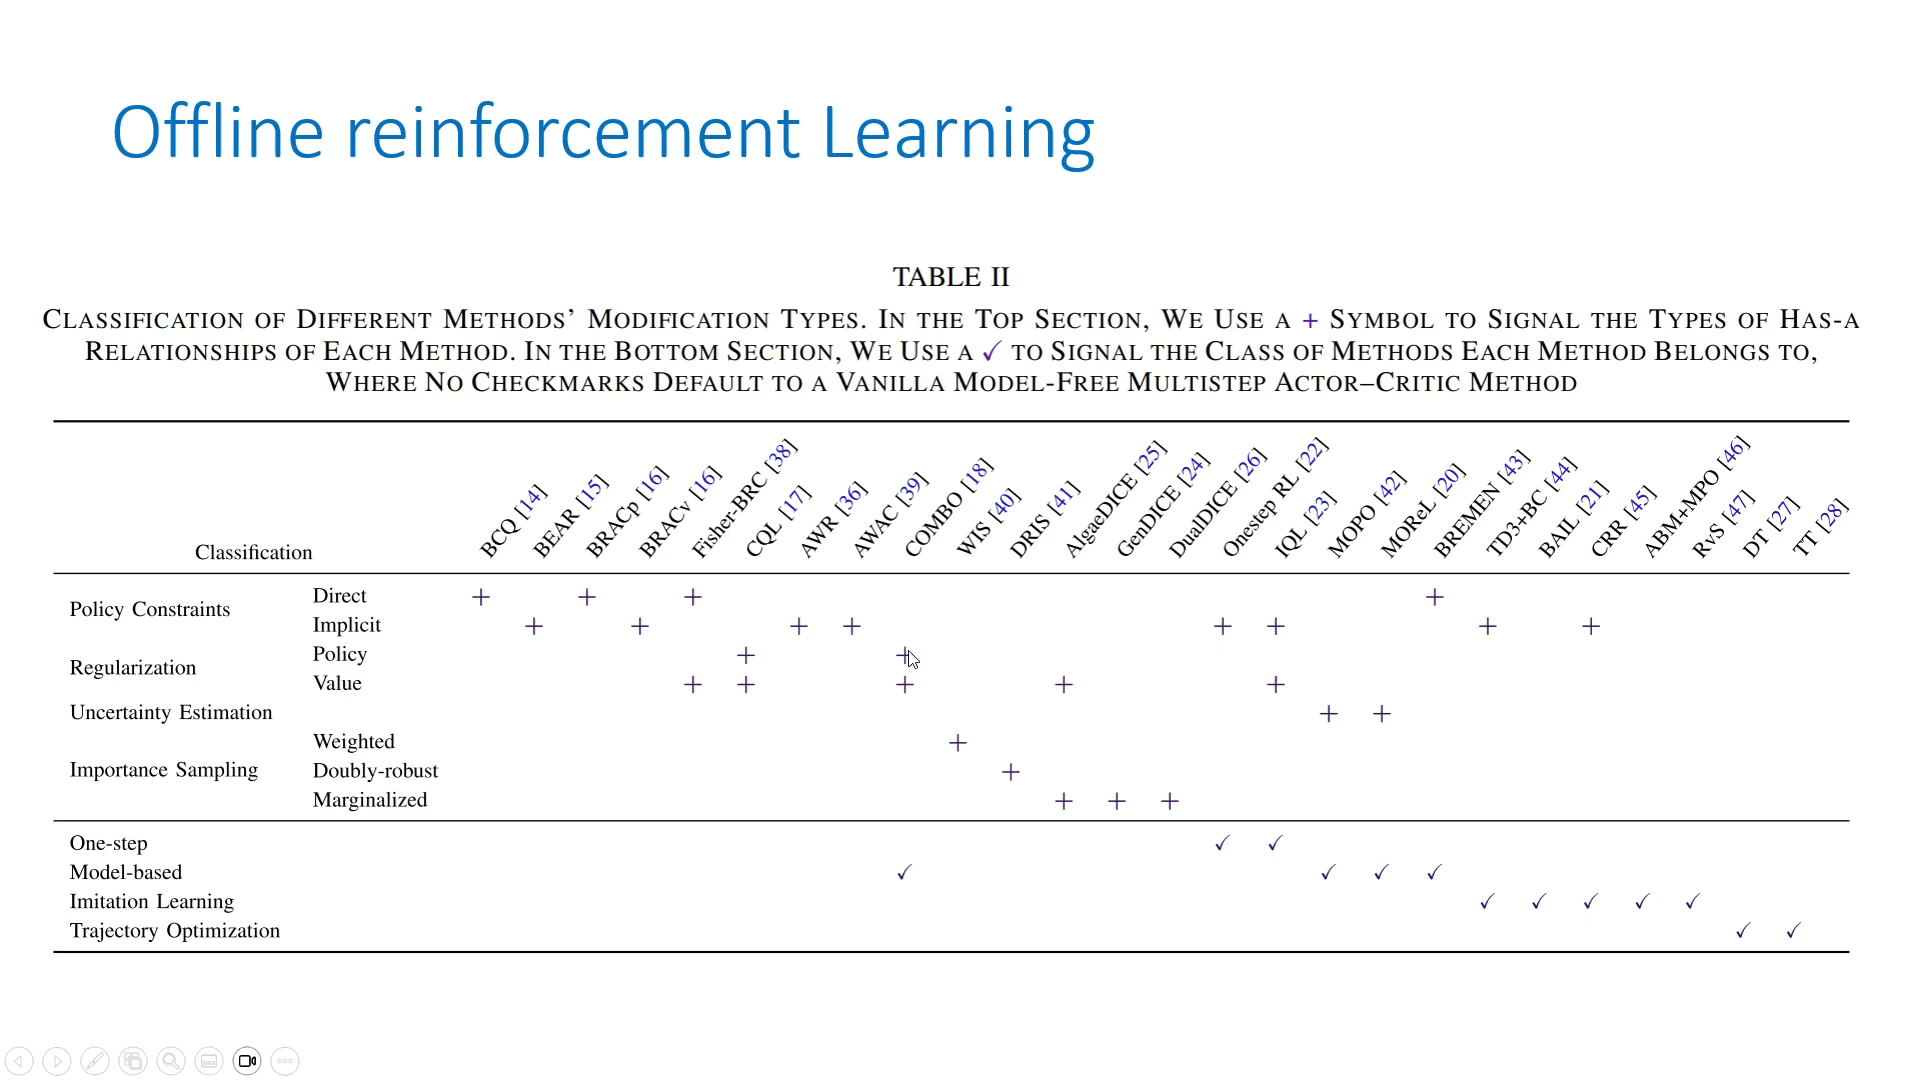 Offline reinforcement Learning
TABLE II
CLASSIFICATION OF DIFFERENT METHODS' MODIFICATION TYPES. IN THE TOP SECTION, WE USE A + SYMBOL TO SIGNAL THE TYPES OF HAS-A
RELATIONSHIPS OF EACH METHOD. IN THE BOTTOM SECTION, WE USE A ✓ TO SIGNAL THE CLASS OF METHODS EACH METHOD BELONGS TO,
WHERE NO CHECKMARKS DEFAULT TO A VANILLA MODEL-FREE MULTISTEP ACTOR–CRITIC METHOD
Classification
BCQ [14]
BEAR [15]
BRACp [16]
BRACv [16]
Fisher-BRC [38]
CQL [17]
AWR [36]
AWAC [39]
COMBO [18]
WIS [40]
DRIS [41]
AlgaeDICE [25]
GenDICE [24]
DualDICE [26]
Onestep RL [22]
IQL [23]
MOPO [42]
MOReL [20]
BREMEN [43]
TD3+BC [44]
BAIL [21]
CRR [45]
ABM+MPO [46]
RvS [47]
DT [27]
TT [28]
Policy Constraints
Direct + + + +
Implicit + + + + + + + +
Regularization
Policy + +
Value + + + + +
Uncertainty Estimation + +
Importance Sampling
Weighted +
Doubly-robust +
Marginalized + + +
One-step ✓ ✓
Model-based ✓ ✓ ✓ ✓
Imitation Learning ✓ ✓ ✓ ✓ ✓
Trajectory Optimization ✓ ✓